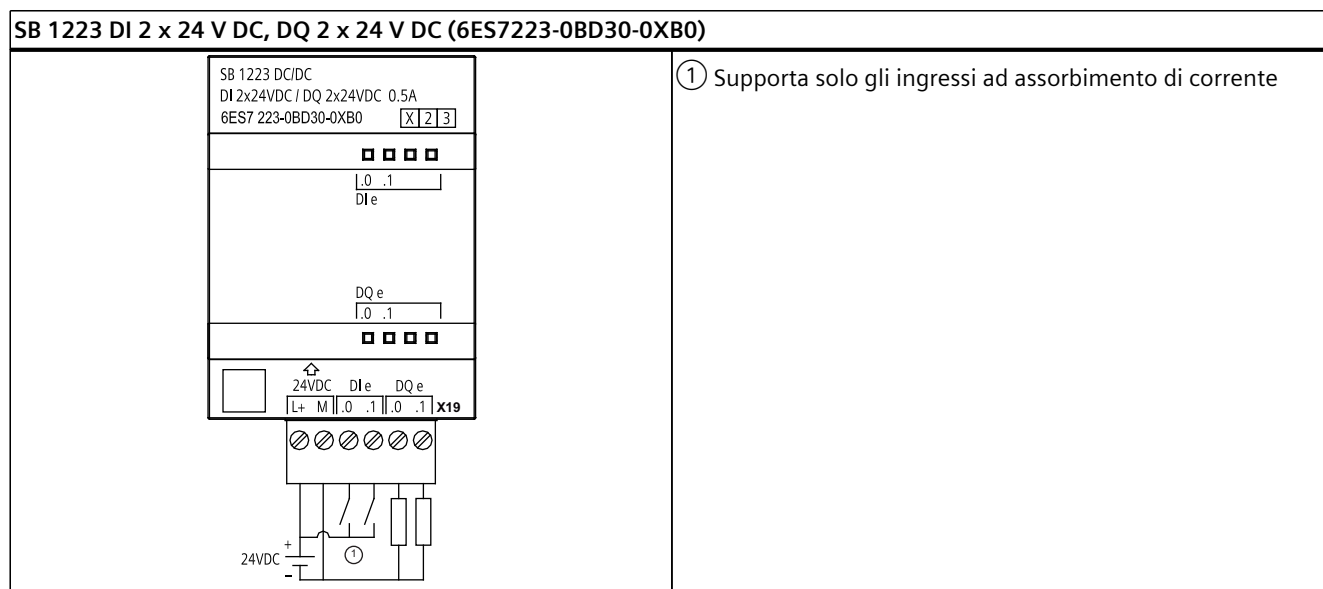 SB 1223 DI 2 x 24 V DC, DQ 2 x 24 V DC (6ES7223-0BD30-0XB0)
SB 1223 DC/DC
DI 2x24VDC / DQ 2x24VDC 0.5A
6ES7 223-0BD30-0XB0 X 2 3
.0 .1
DI e
DQ e
.0 .1
24VDC DI e DQ e
L+ M .0 .1 .0 .1 X19
+
24VDC
−
1
1 Supporta solo gli ingressi ad assorbimento di corrente